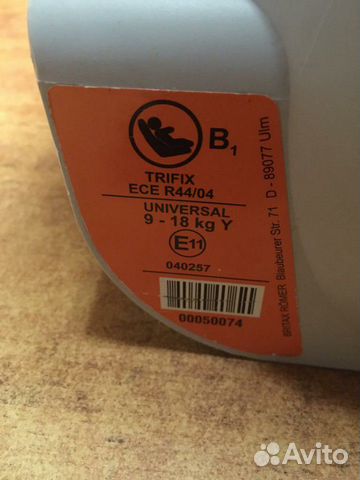 B1
TRIFIX
ECE R44/04
UNIVERSAL
9 - 18 kg Y
E11
040257
00050074
BRITAX RÖMER Blaubeurer Str. 71 D - 89077 Ulm
Avito